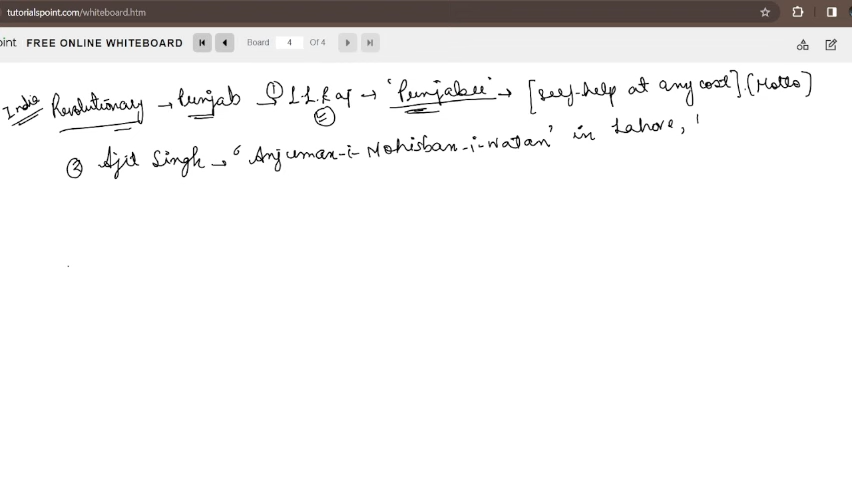 tutorialspoint.com/whiteboard.htm
oint FREE ONLINE WHITEBOARD Board 4 Of 4
India Revolutionary → Punjab → ① L.L.Rai → 'Punjabee' → [self-help at any cost].(Motto)
② Ajit Singh → 'Anjuman-i-Mohisban-i-Watan' in Lahore, '